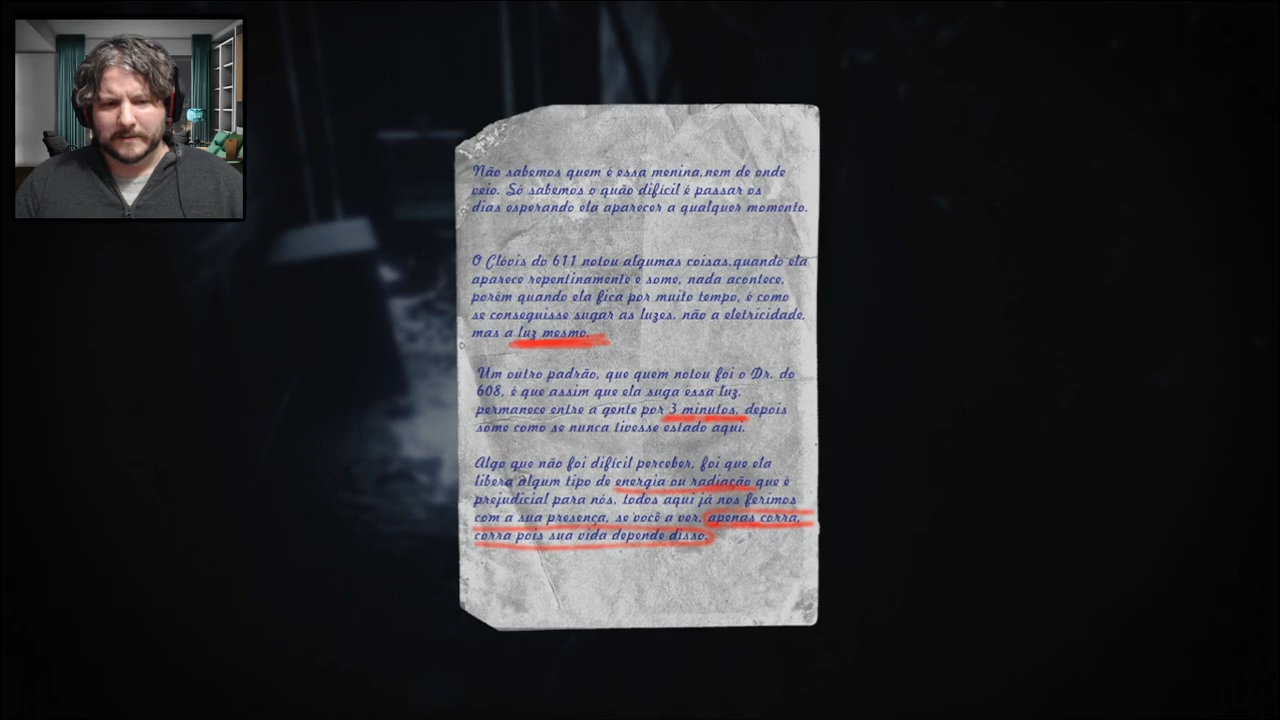 Não sabemos quem é essa menina,nem de onde
veio. Só sabemos o quão difícil é passar os
dias esperando ela aparecer a qualquer momento.
O Clóvis do 611 notou algumas coisas,quando ela
aparece repentinamente e some, nada acontece,
porém quando ela fica por muito tempo, é como
se conseguisse sugar as luzes, não a eletricidade,
mas a luz mesmo.
Um outro padrão, que quem notou foi o Dr. do
608, é que assim que ela suga essa luz,
permanece entre a gente por 3 minutos, depois
some como se nunca tivesse estado aqui.
Algo que não foi difícil perceber, foi que ela
libera algum tipo de energia ou radiação que é
prejudicial para nós, todos aqui já nos ferimos
com a sua presença, se você a ver, apenas corra,
corra pois sua vida depende disso.